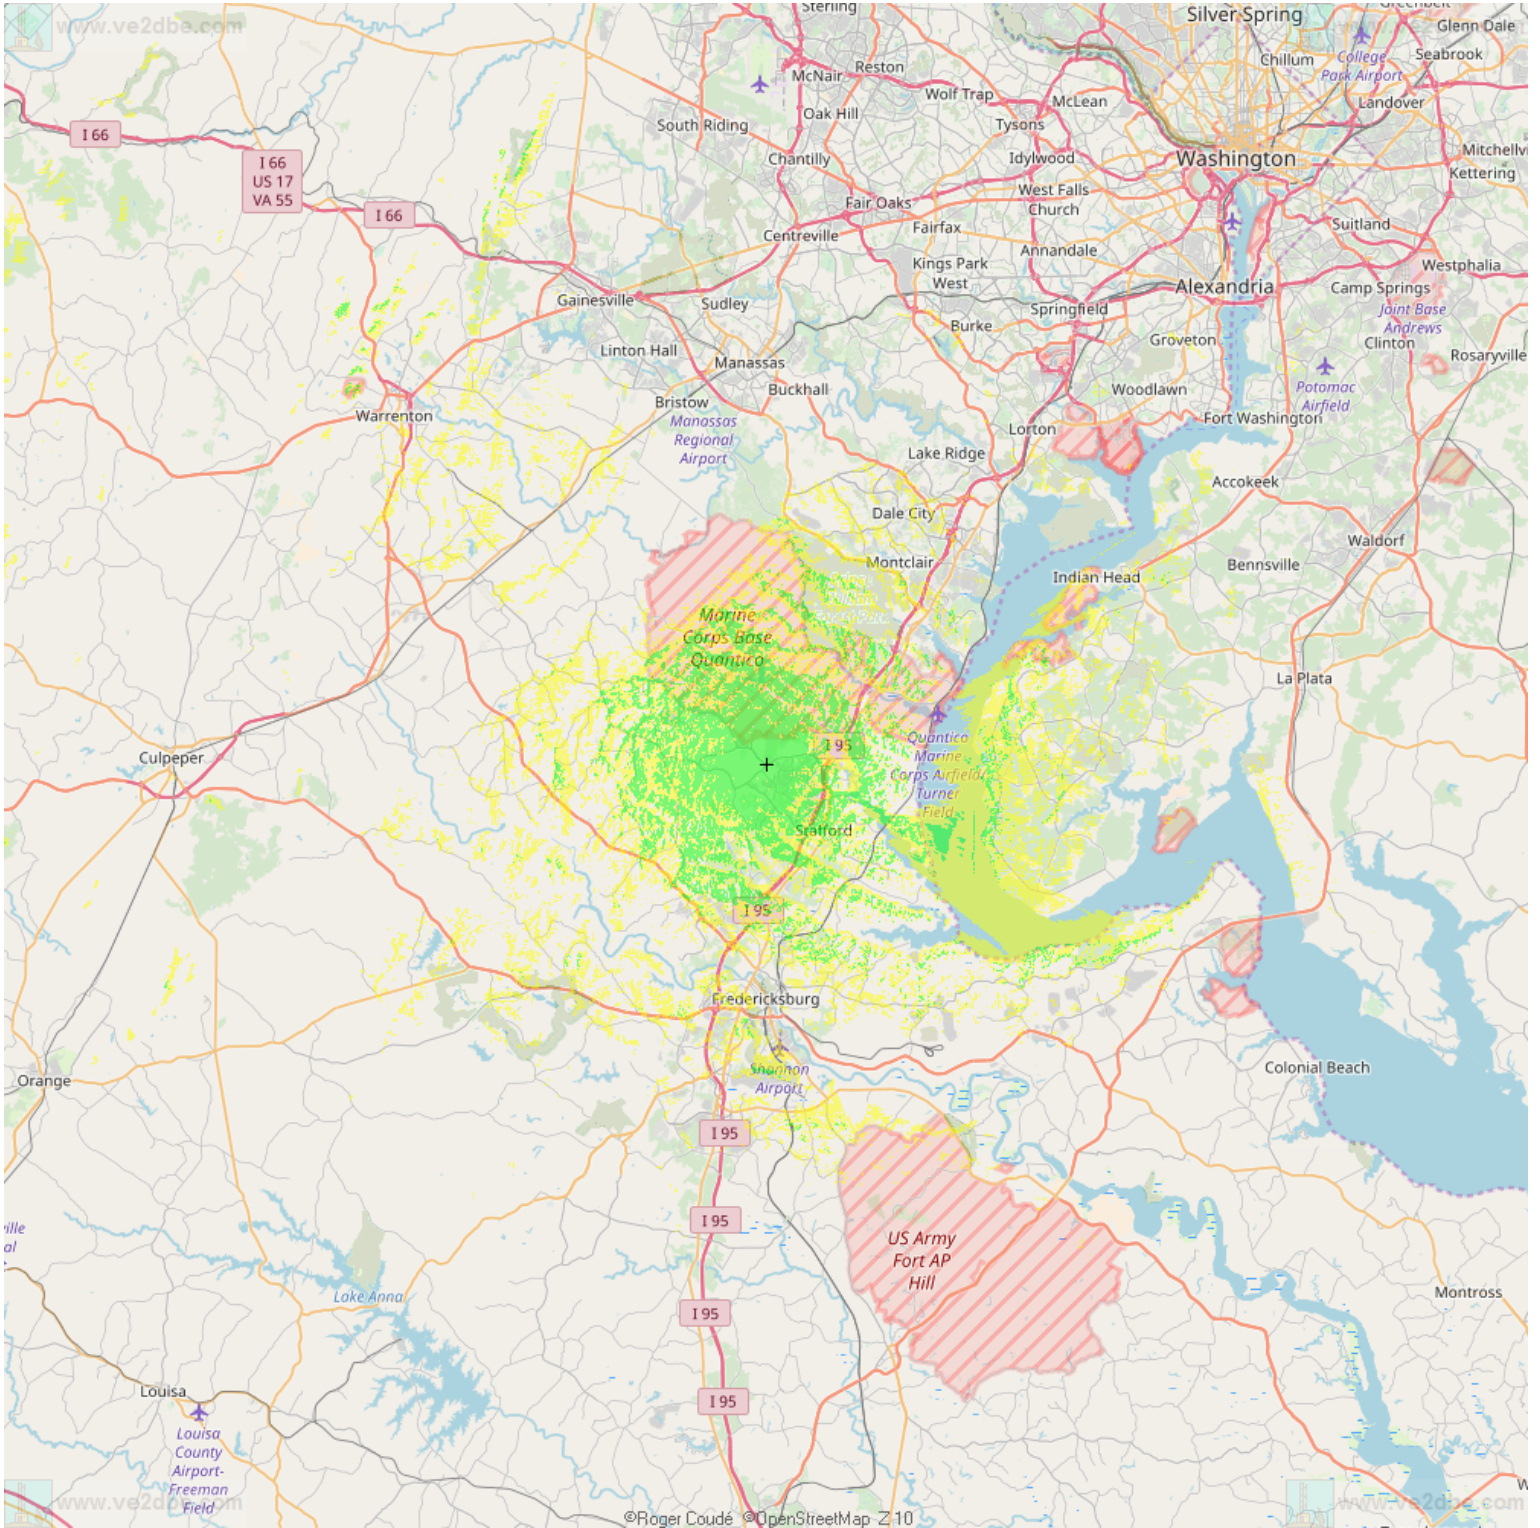 www.ve2dbe.com
Sterling
Silver Spring
Greenbelt
Glenn Dale
McNair
Reston
Chillum
College
Park Airport
Seabrook
Wolf Trap
McLean
Landover
I 66
Oak Hill
South Riding
Tysons
Chantilly
Idylwood
Washington
Mitchellv
Kettering
I 66
US 17
VA 55
I 66
Fair Oaks
West Falls
Church
Centreville
Fairfax
Annandale
Suitland
Kings Park
West
Westphalia
Gainesville
Sudley
Springfield
Alexandria
Camp Springs
Joint Base
Andrews
Burke
Groveton
Clinton
Linton Hall
Manassas
Rosaryville
Buckhall
Woodlawn
Potomac
Airfield
Warrenton
Bristow
Manassas
Regional
Airport
Lorton
Fort Washington
Lake Ridge
Accokeek
Dale City
Waldorf
Montclair
Indian Head
Bennsville
Marine
Corps Base
Quantico
Forest Park
La Plata
Culpeper
I 95
Quantico
Marine
Corps Airfield/
Turner
Field
Stafford
I 95
Fredericksburg
Shannon
Airport
Colonial Beach
Orange
I 95
I 95
ville
al
US Army
Fort AP
Hill
Lake Anna
I 95
Montross
Louisa
I 95
Louisa
County
Airport-
Freeman
Field
www.ve2dbe.com
www.ve2dbe.com
©Roger Coudé ©OpenStreetMap Z 10